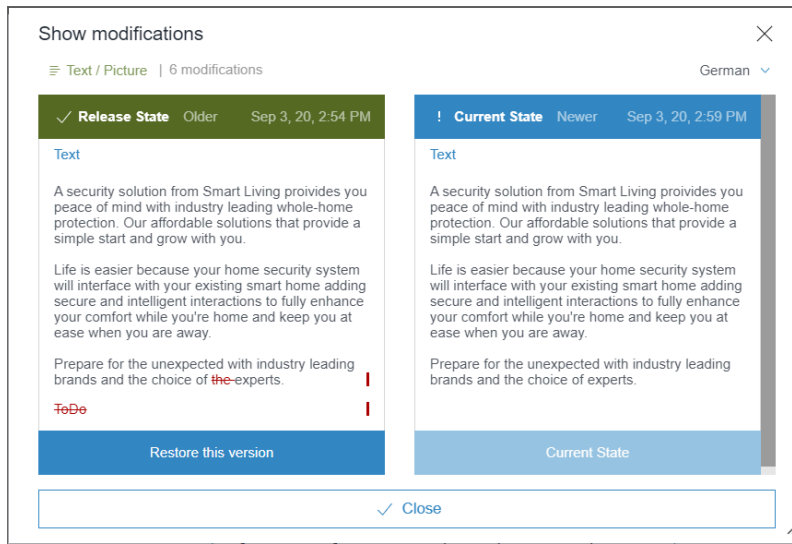 Show modifications
Text / Picture | 6 modifications
German
Release State Older Sep 3, 20, 2:54 PM
Text
A security solution from Smart Living proivides you
peace of mind with industry leading whole-home
protection. Our affordable solutions that provide a
simple start and grow with you.
Life is easier because your home security system
will interface with your existing smart home adding
secure and intelligent interactions to fully enhance
your comfort while you're home and keep you at
ease when you are away.
Prepare for the unexpected with industry leading
brands and the choice of the experts.
ToDo
Restore this version
! Current State Newer Sep 3, 20, 2:59 PM
Text
A security solution from Smart Living proivides you
peace of mind with industry leading whole-home
protection. Our affordable solutions that provide a
simple start and grow with you.
Life is easier because your home security system
will interface with your existing smart home adding
secure and intelligent interactions to fully enhance
your comfort while you're home and keep you at
ease when you are away.
Prepare for the unexpected with industry leading
brands and the choice of experts.
Current State
Close